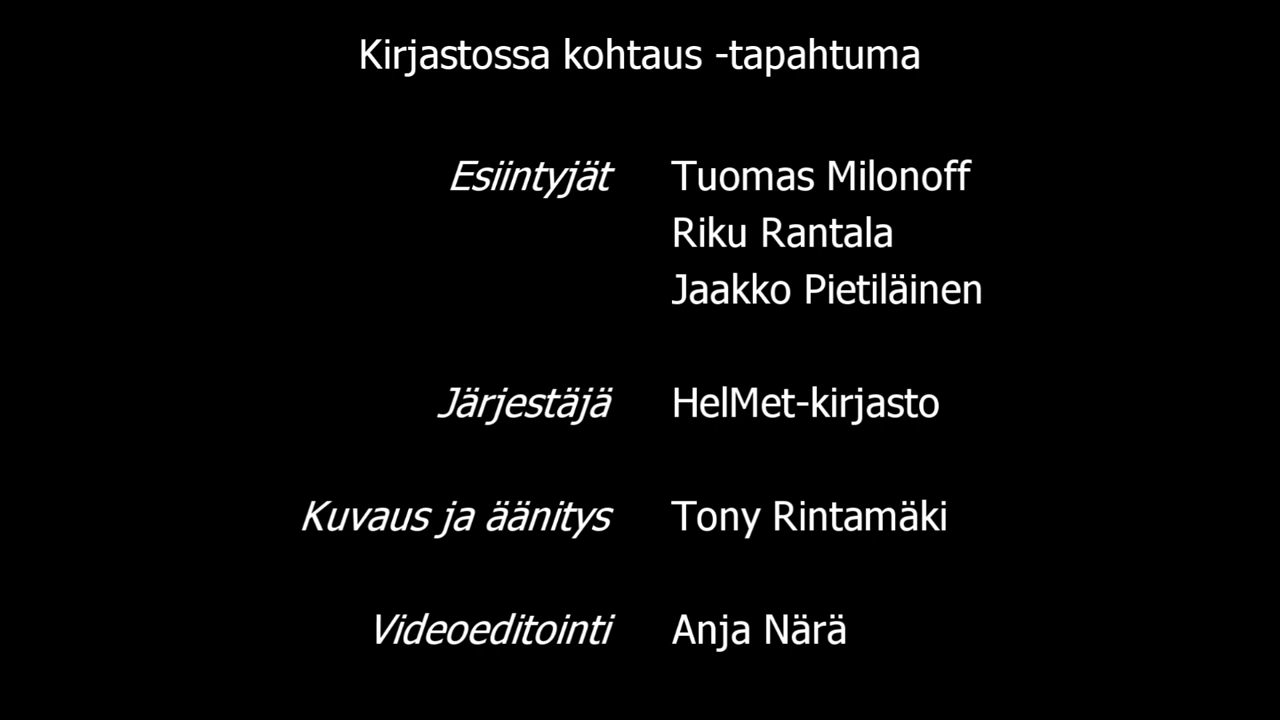 Kirjastossa kohtaus -tapahtuma
Esiintyjät Tuomas Milonoff
Riku Rantala
Jaakko Pietiläinen
Järjestäjä HelMet-kirjasto
Kuvaus ja äänitys Tony Rintamäki
Videoeditointi Anja Närä